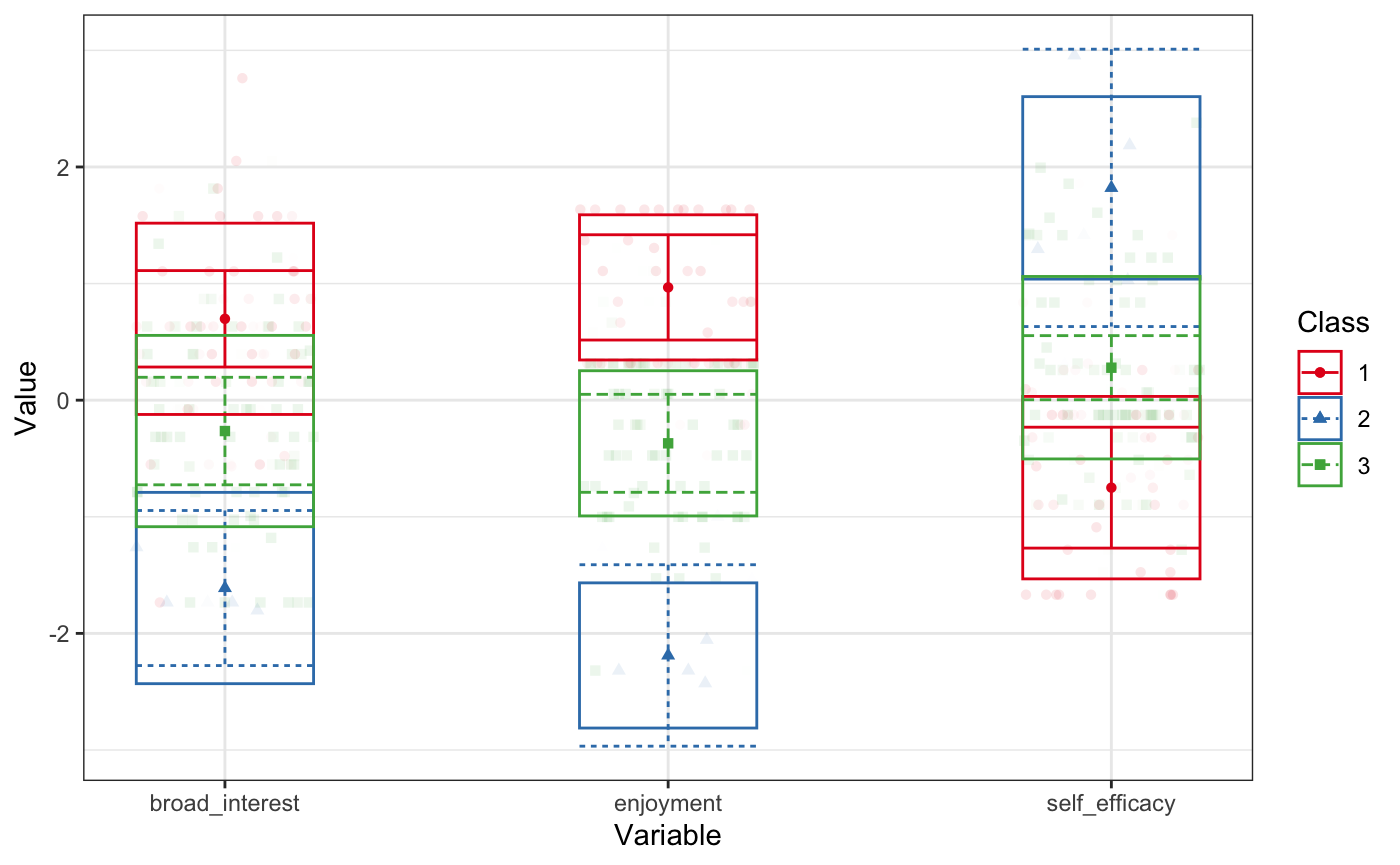 Value
2
0
-2
broad_interest
enjoyment
self_efficacy
Variable
Class
1
2
3